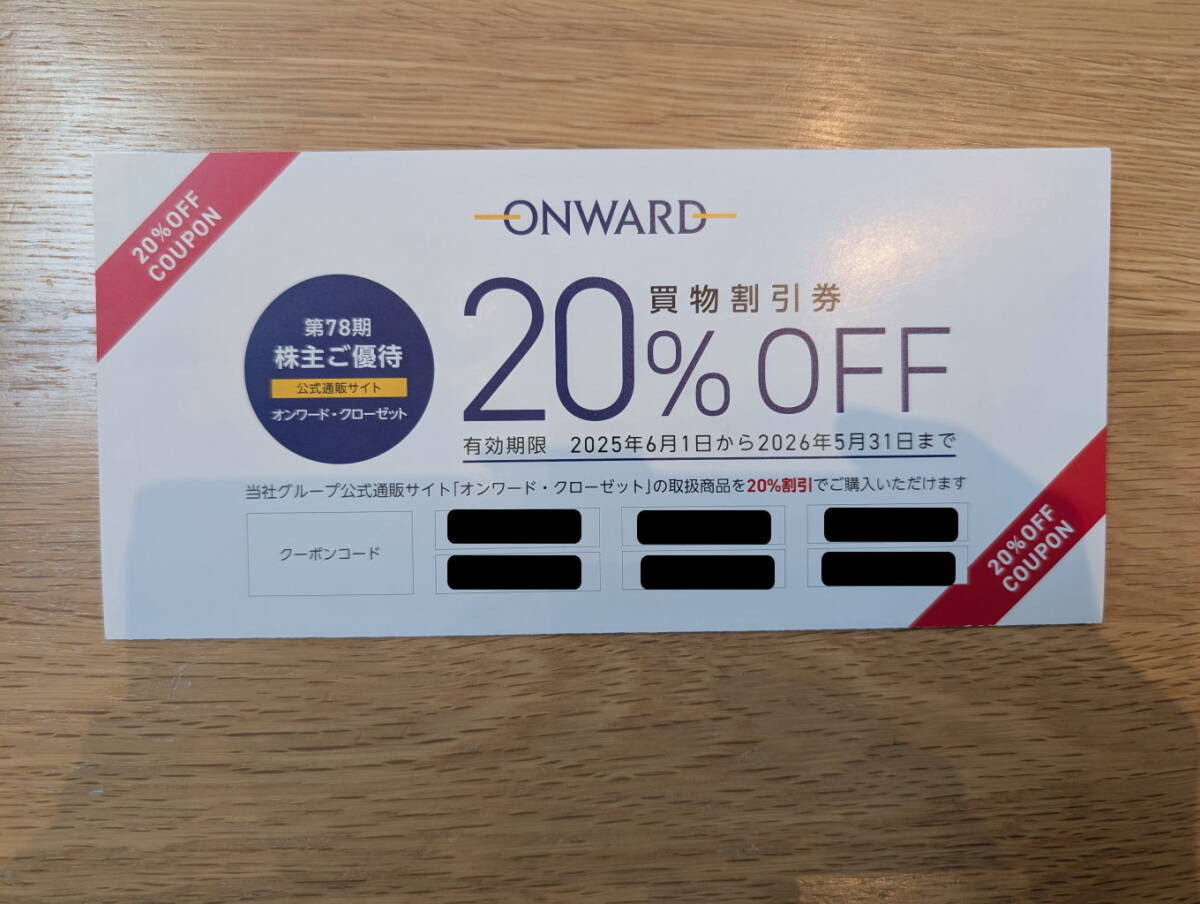 20%OFF
COUPON
ONWARD
第78期
株主ご優待
公式通販サイト
オンワード・クローゼット
買物割引券
20%OFF
有効期限 2025年6月1日から2026年5月31日まで
当社グループ公式通販サイト「オンワード・クローゼット」の取扱商品を20%割引でご購入いただけます
クーポンコード
20%OFF
COUPON